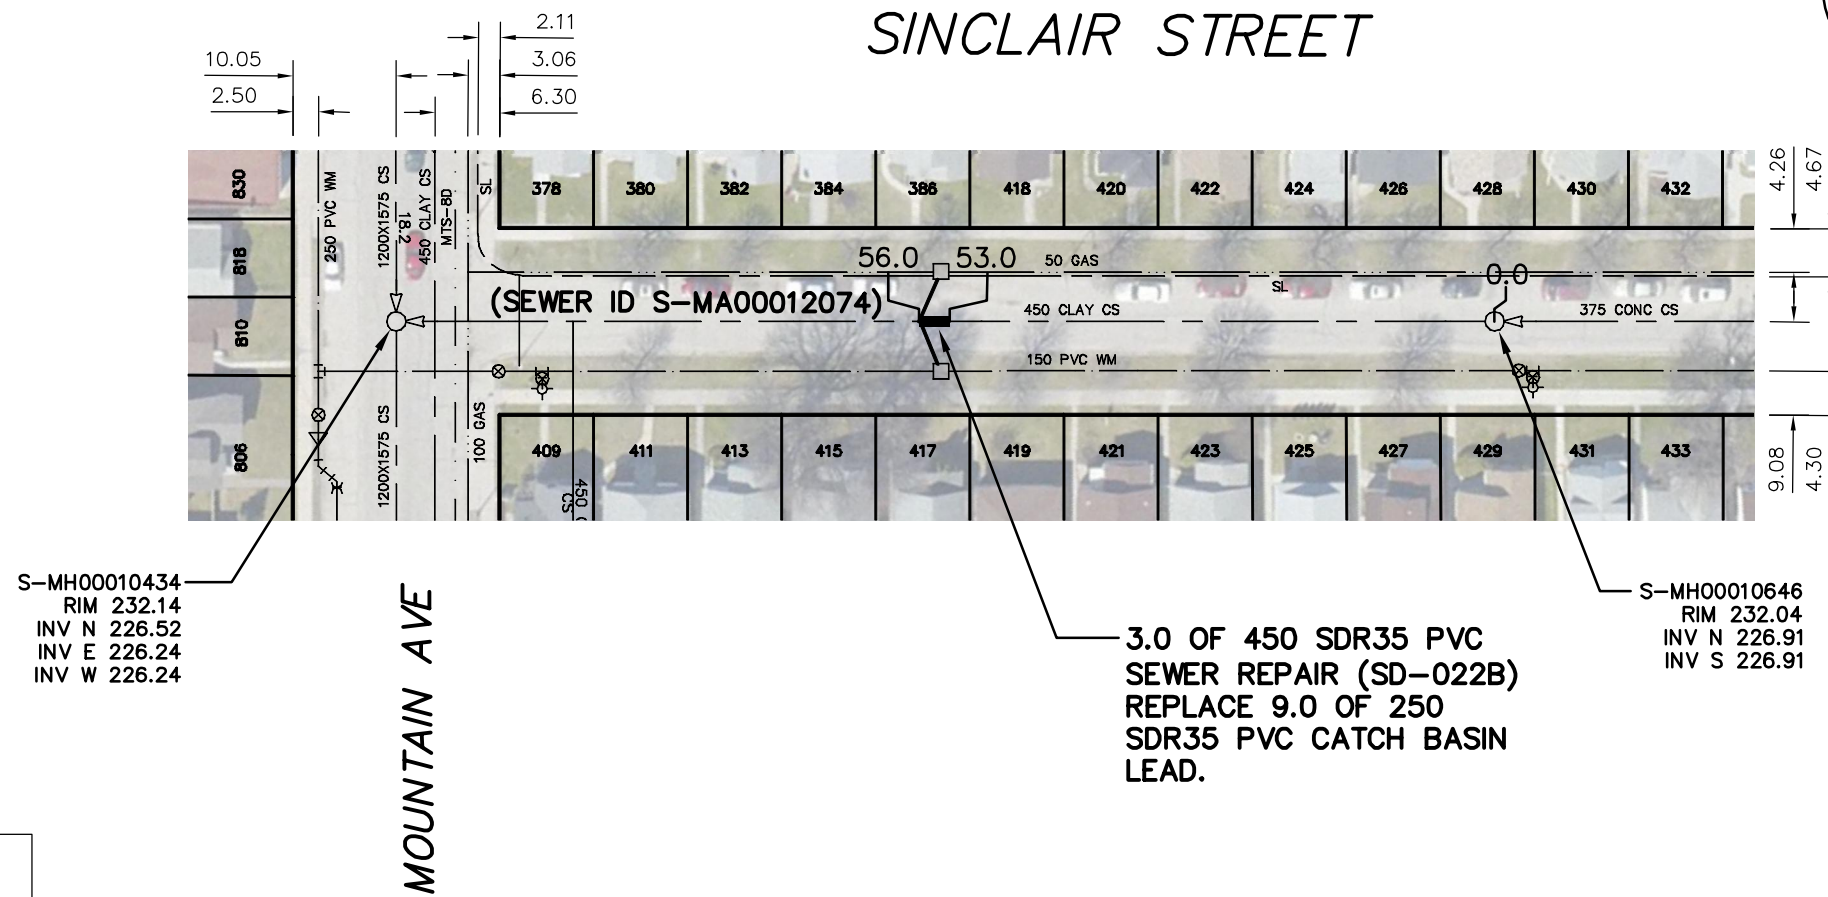 SINCLAIR STREET
2.11
10.05
3.06
2.50
6.30
4.26
4.67
830
818
810
806
250 PVC WM
1200X1575 CS
18.2
450 CLAY CS
MTS-8D
SL
378
380
382
384
386
418
420
422
424
426
428
430
432
56.0
53.0
50 GAS
0.0
SL
(SEWER ID S-MA00012074)
450 CLAY CS
375 CONC CS
150 PVC WM
1200X1575 CS
100 GAS
409
411
413
415
417
419
421
423
425
427
429
431
433
450 C
CS
9.08
4.30
S-MH00010434
RIM 232.14
INV N 226.52
INV E 226.24
INV W 226.24
MOUNTAIN AVE
3.0 OF 450 SDR35 PVC
SEWER REPAIR (SD-022B)
REPLACE 9.0 OF 250
SDR35 PVC CATCH BASIN
LEAD.
S-MH00010646
RIM 232.04
INV N 226.91
INV S 226.91